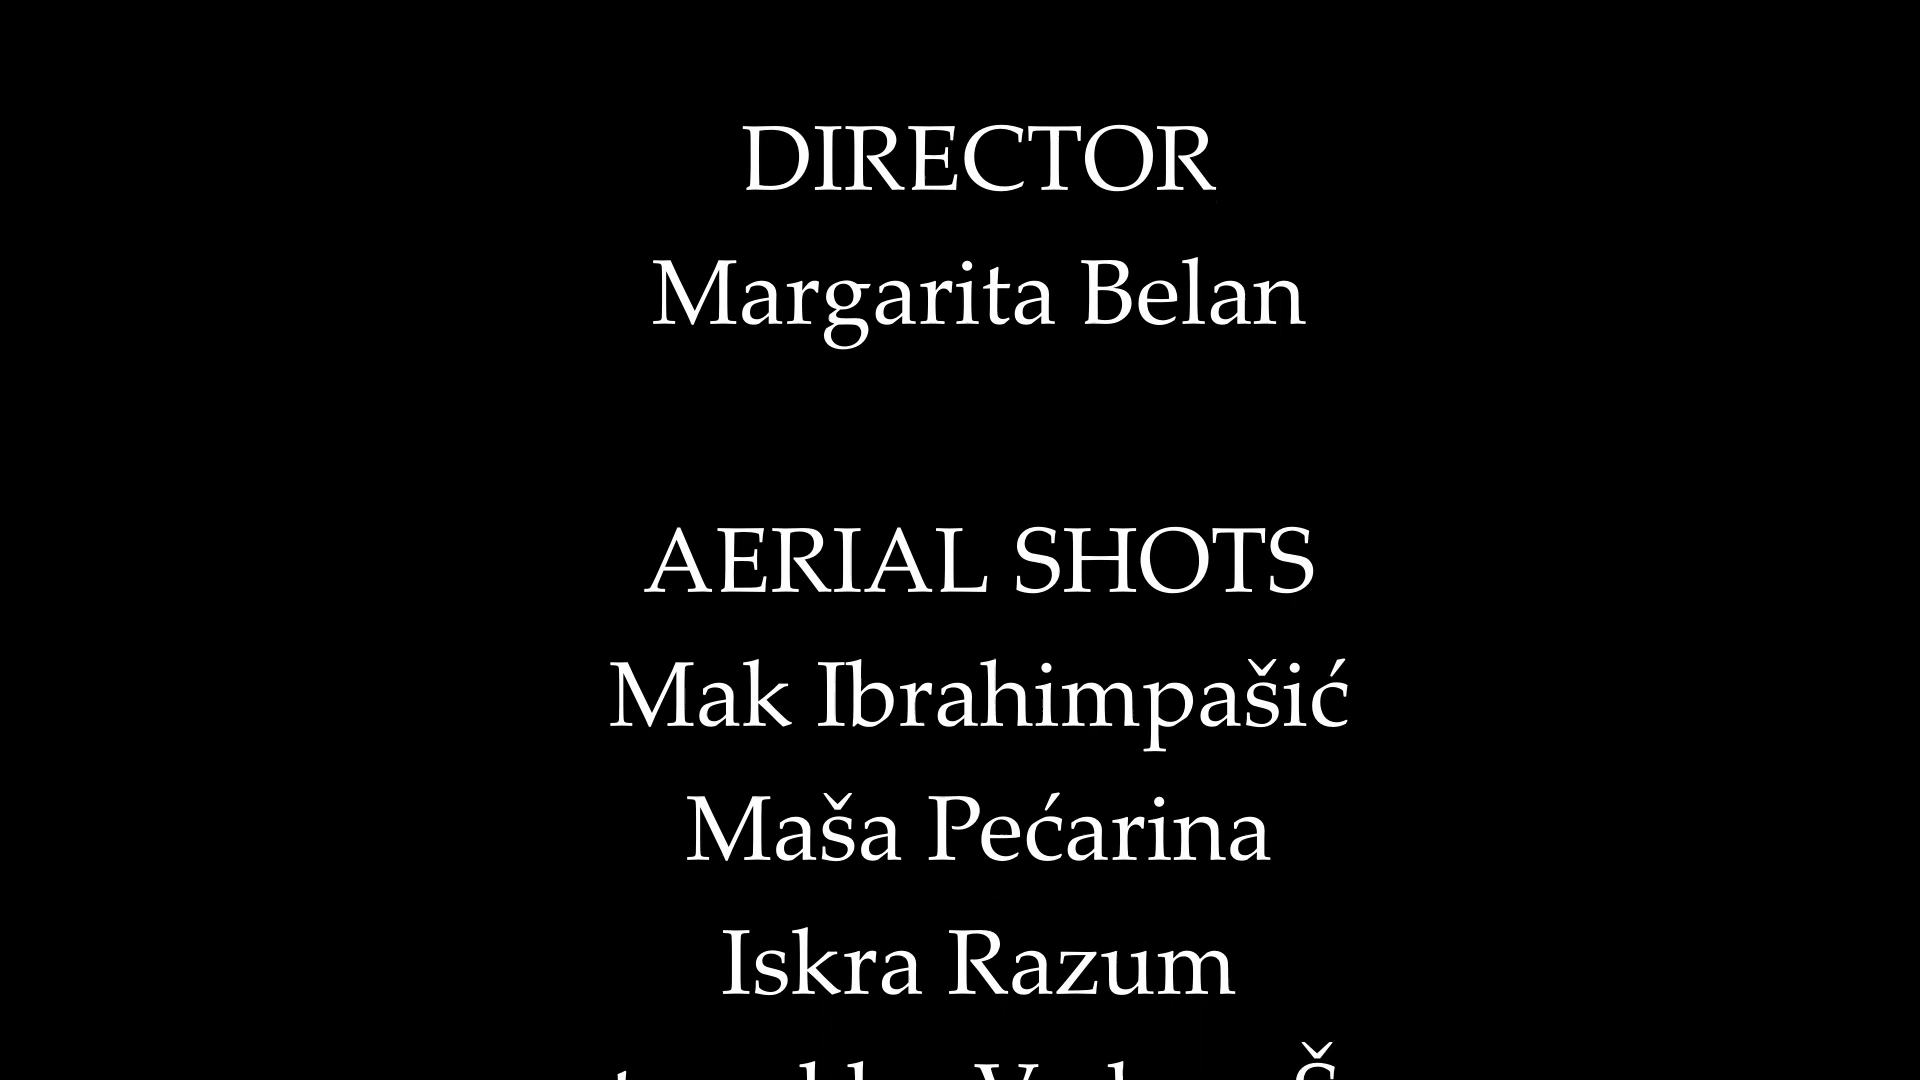 DIRECTOR
Margarita Belan
AERIAL SHOTS
Mak Ibrahimpašić
Maša Pećarina
Iskra Razum